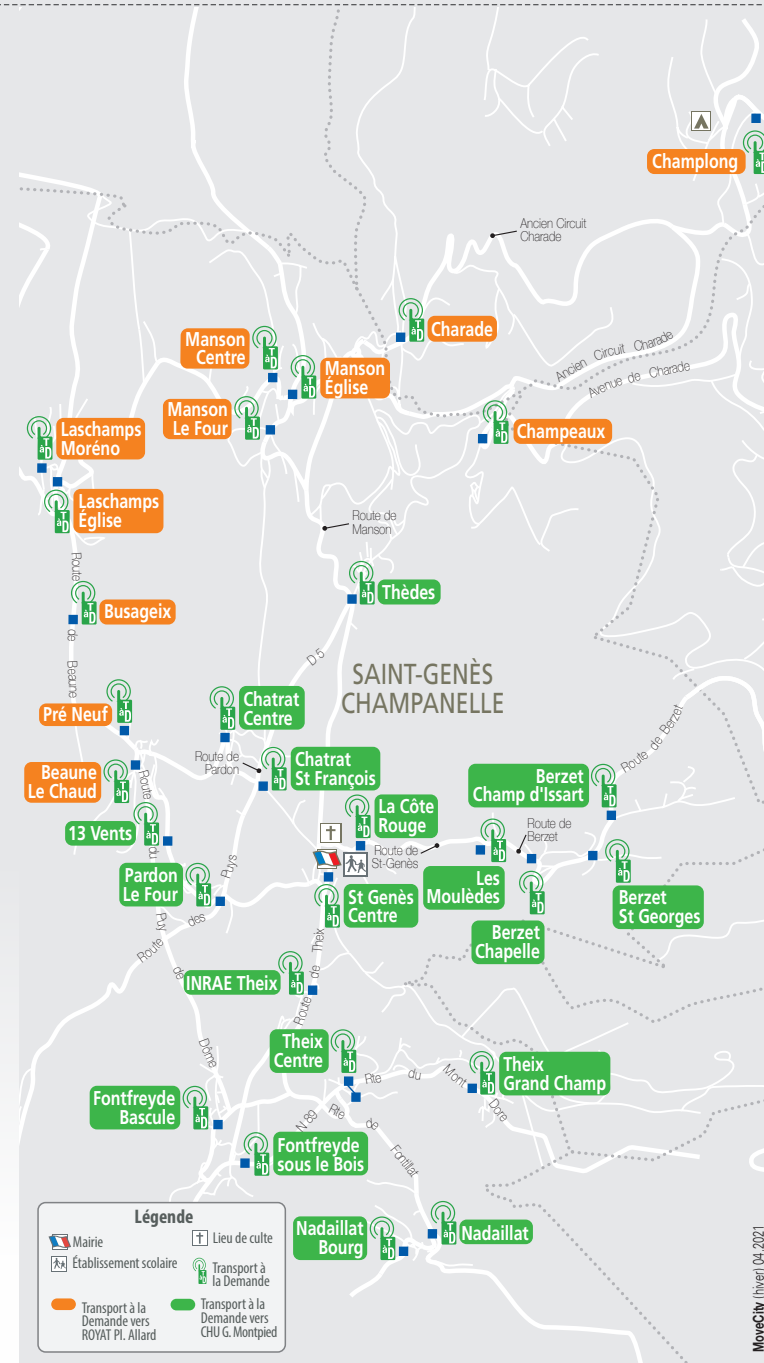 Champlong
T
à D
Ancien Circuit
Charade
Charade
T
à D
Manson
Centre
T
à D
Manson
Église
T
à D
Ancien Circuit Charade
Avenue de Charade
Manson
Le Four
T
à D
Champeaux
T
à D
Laschamps
Moréno
T
à D
Laschamps
Église
T
à D
Route de
Manson
Route de Beaune
Busageix
T
à D
Thèdes
T
à D
D 5
SAINT-GENÈS
CHAMPANELLE
Pré Neuf
T
à D
Chatrat
Centre
T
à D
Route de Berzet
Route de
Pardon
Chatrat
St François
T
à D
Beaune
Le Chaud
T
à D
Berzet
Champ d'Issart
T
à D
13 Vents
T
à D
La Côte
Rouge
T
à D
Route de
St-Genès
Route de
Berzet
Les
Moulèdes
T
à D
Pardon
Le Four
T
à D
Route du Puy de Dôme
Route des Puys
St Genès
Centre
T
à D
Berzet
Chapelle
T
à D
Berzet
St Georges
T
à D
INRAE Theix
T
à D
Route de Theix
Theix
Centre
T
à D
Rte du Mont Dore
Theix
Grand Champ
T
à D
Fontfreyde
Bascule
T
à D
N 89
Rte de Fontillat
Fontfreyde
sous le Bois
T
à D
Nadaillat
Bourg
T
à D
Nadaillat
T
à D
Légende
Mairie
Lieu de culte
Établissement scolaire
T
à D
Transport à
la Demande
Transport à la
Demande vers
ROYAT Pl. Allard
Transport à la
Demande vers
CHU G. Montpied
MoveCity (hiver) 04.2021